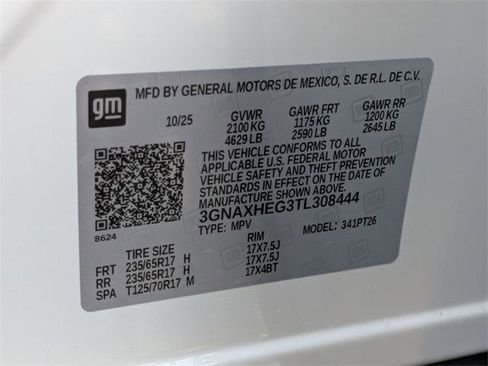 gm
MFD BY GENERAL MOTORS DE MEXICO, S. DE R.L. DE C.V.
10/25 GVWR GAWR FRT GAWR RR
2100 KG 1175 KG 1200 KG
4629 LB 2590 LB 2645 LB
THIS VEHICLE CONFORMS TO ALL
APPLICABLE U.S. FEDERAL MOTOR
VEHICLE SAFETY AND THEFT PREVENTION
STANDARDS IN EFFECT ON THE DATE OF
MANUFACTURE SHOWN ABOVE.
3GNAXHEG3TL308444
8624
TYPE: MPV MODEL: 341PT26
TIRE SIZE RIM
FRT 235/65R17 H 17X7.5J
RR 235/65R17 H 17X7.5J
SPA T125/70R17 M 17X4BT